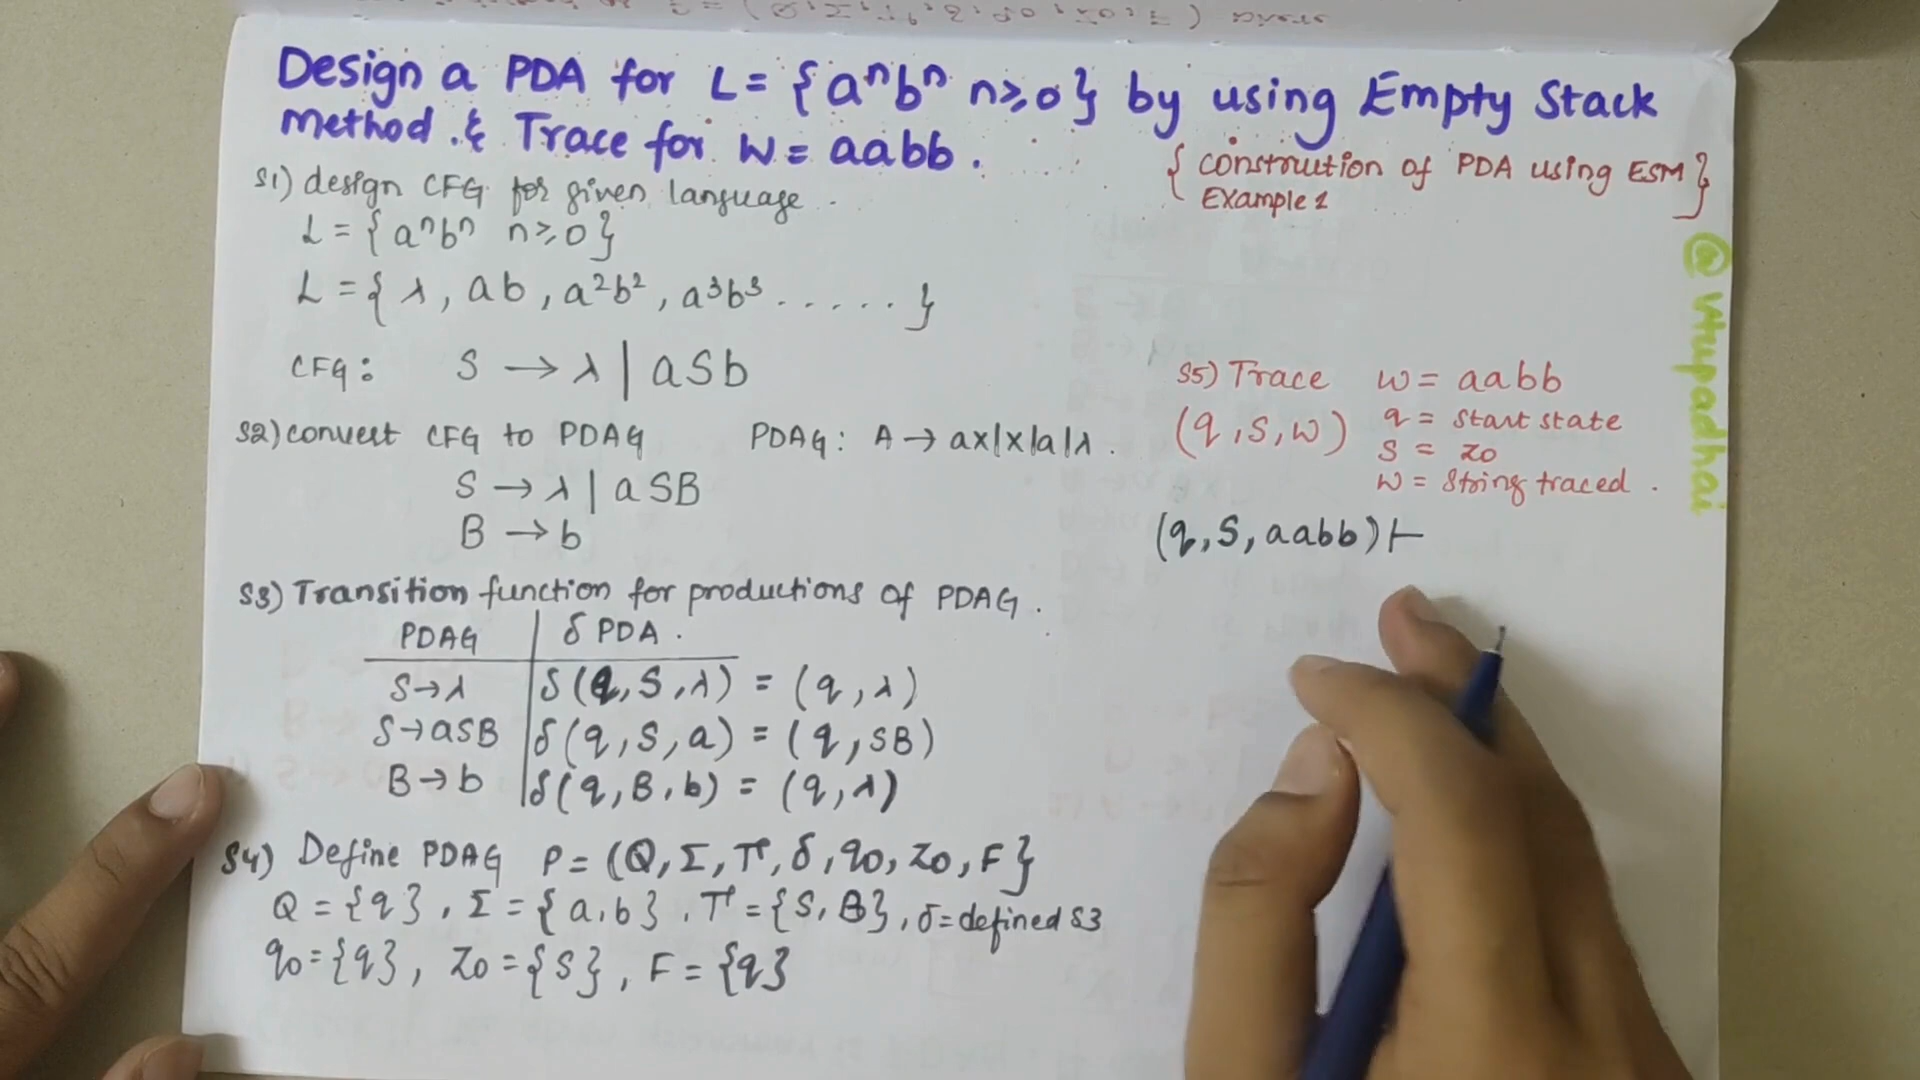 Design a PDA for L = {aⁿbⁿ n≥0} by using Empty Stack
Method. & Trace for w = aabb.
{ construction of PDA using ESM }
Example 1
S1) design CFG for given language.
L = {aⁿbⁿ n≥0}
L = { λ, ab, a²b², a³b³ . . . . . . }
CFG: S → λ | aSb
S2) convert CFG to PDAG PDAG: A → ax|x|a|λ.
S → λ | aSB
B → b
S3) Transition function for productions of PDAG.
PDAG | δ PDA.
S→λ | δ(q, S, λ) = (q, λ)
S→aSB | δ(q, S, a) = (q, SB)
B→b | δ(q, B, b) = (q, λ)
S4) Define PDAG P = (Q, Σ, Γ, δ, q0, z0, F}
Q = {q}, Σ = {a, b}, Γ = {S, B}, δ = defined S3
q0 = {q}, Z0 = {S}, F = {q}
S5) Trace w = aabb
(q, S, w) q = start state
S = z0
w = string traced.
(q, S, aabb) ⊢
@ Vtupadhai